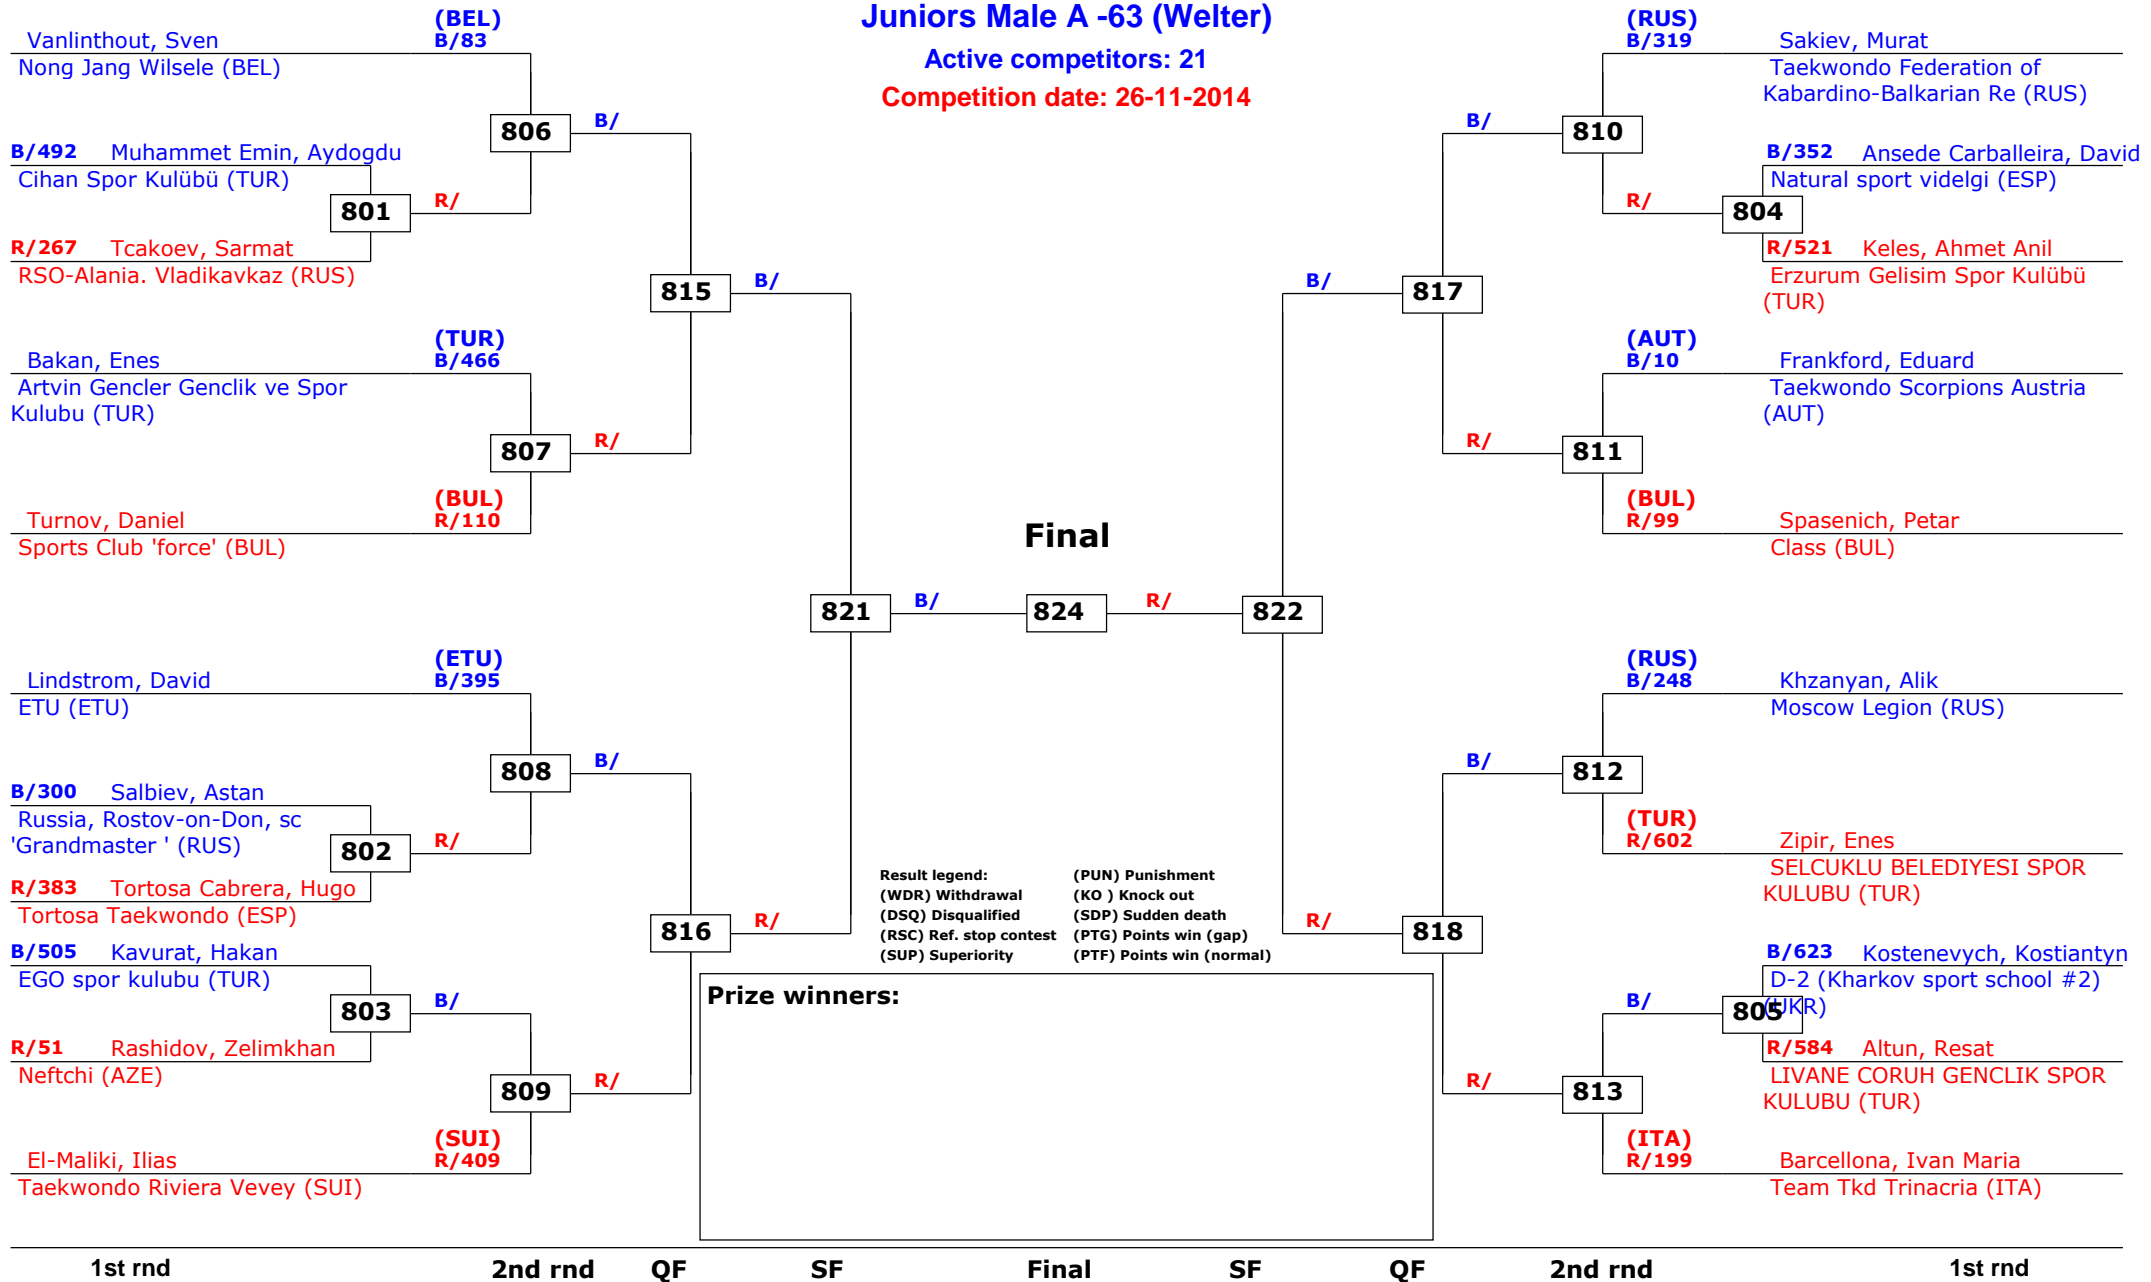 Juniors Male A -63 (Welter)
Active competitors: 21
Competition date: 26-11-2014
(BEL)
Vanlinthout, Sven B/83
Nong Jang Wilsele (BEL)
806
B/
B/492 Muhammet Emin, Aydogdu
Cihan Spor Kulübü (TUR)
801
R/
R/267 Tcakoev, Sarmat
RSO-Alania. Vladikavkaz (RUS)
815
B/
(TUR)
Bakan, Enes B/466
Artvin Gencler Genclik ve Spor
Kulubu (TUR)
807
R/
(BUL)
Turnov, Daniel R/110
Sports Club 'force' (BUL)
821
B/
(ETU)
Lindstrom, David B/395
ETU (ETU)
808
B/
B/300 Salbiev, Astan
Russia, Rostov-on-Don, sc
'Grandmaster ' (RUS)
802
R/
R/383 Tortosa Cabrera, Hugo
Tortosa Taekwondo (ESP)
816
R/
B/505 Kavurat, Hakan
EGO spor kulubu (TUR)
803
B/
R/51 Rashidov, Zelimkhan
Neftchi (AZE)
809
R/
(SUI)
El-Maliki, Ilias R/409
Taekwondo Riviera Vevey (SUI)
Final
824
R/
822
(RUS)
B/319 Sakiev, Murat
Taekwondo Federation of
Kabardino-Balkarian Re (RUS)
B/
810
B/352 Ansede Carballeira, David
Natural sport videlgi (ESP)
R/
804
R/521 Keles, Ahmet Anil
Erzurum Gelisim Spor Kulübü
(TUR)
B/
817
(AUT)
B/10 Frankford, Eduard
Taekwondo Scorpions Austria
(AUT)
R/
811
(BUL)
R/99 Spasenich, Petar
Class (BUL)
(RUS)
B/248 Khzanyan, Alik
Moscow Legion (RUS)
B/
812
(TUR)
R/602 Zipir, Enes
SELCUKLU BELEDIYESI SPOR
KULUBU (TUR)
R/
818
B/623 Kostenevych, Kostiantyn
D-2 (Kharkov sport school #2)
(UKR)
B/
805
R/584 Altun, Resat
LIVANE CORUH GENCLIK SPOR
KULUBU (TUR)
R/
813
(ITA)
R/199 Barcellona, Ivan Maria
Team Tkd Trinacria (ITA)
Result legend: (PUN) Punishment
(WDR) Withdrawal (KO ) Knock out
(DSQ) Disqualified (SDP) Sudden death
(RSC) Ref. stop contest (PTG) Points win (gap)
(SUP) Superiority (PTF) Points win (normal)
Prize winners:
1st rnd 2nd rnd QF SF Final SF QF 2nd rnd 1st rnd